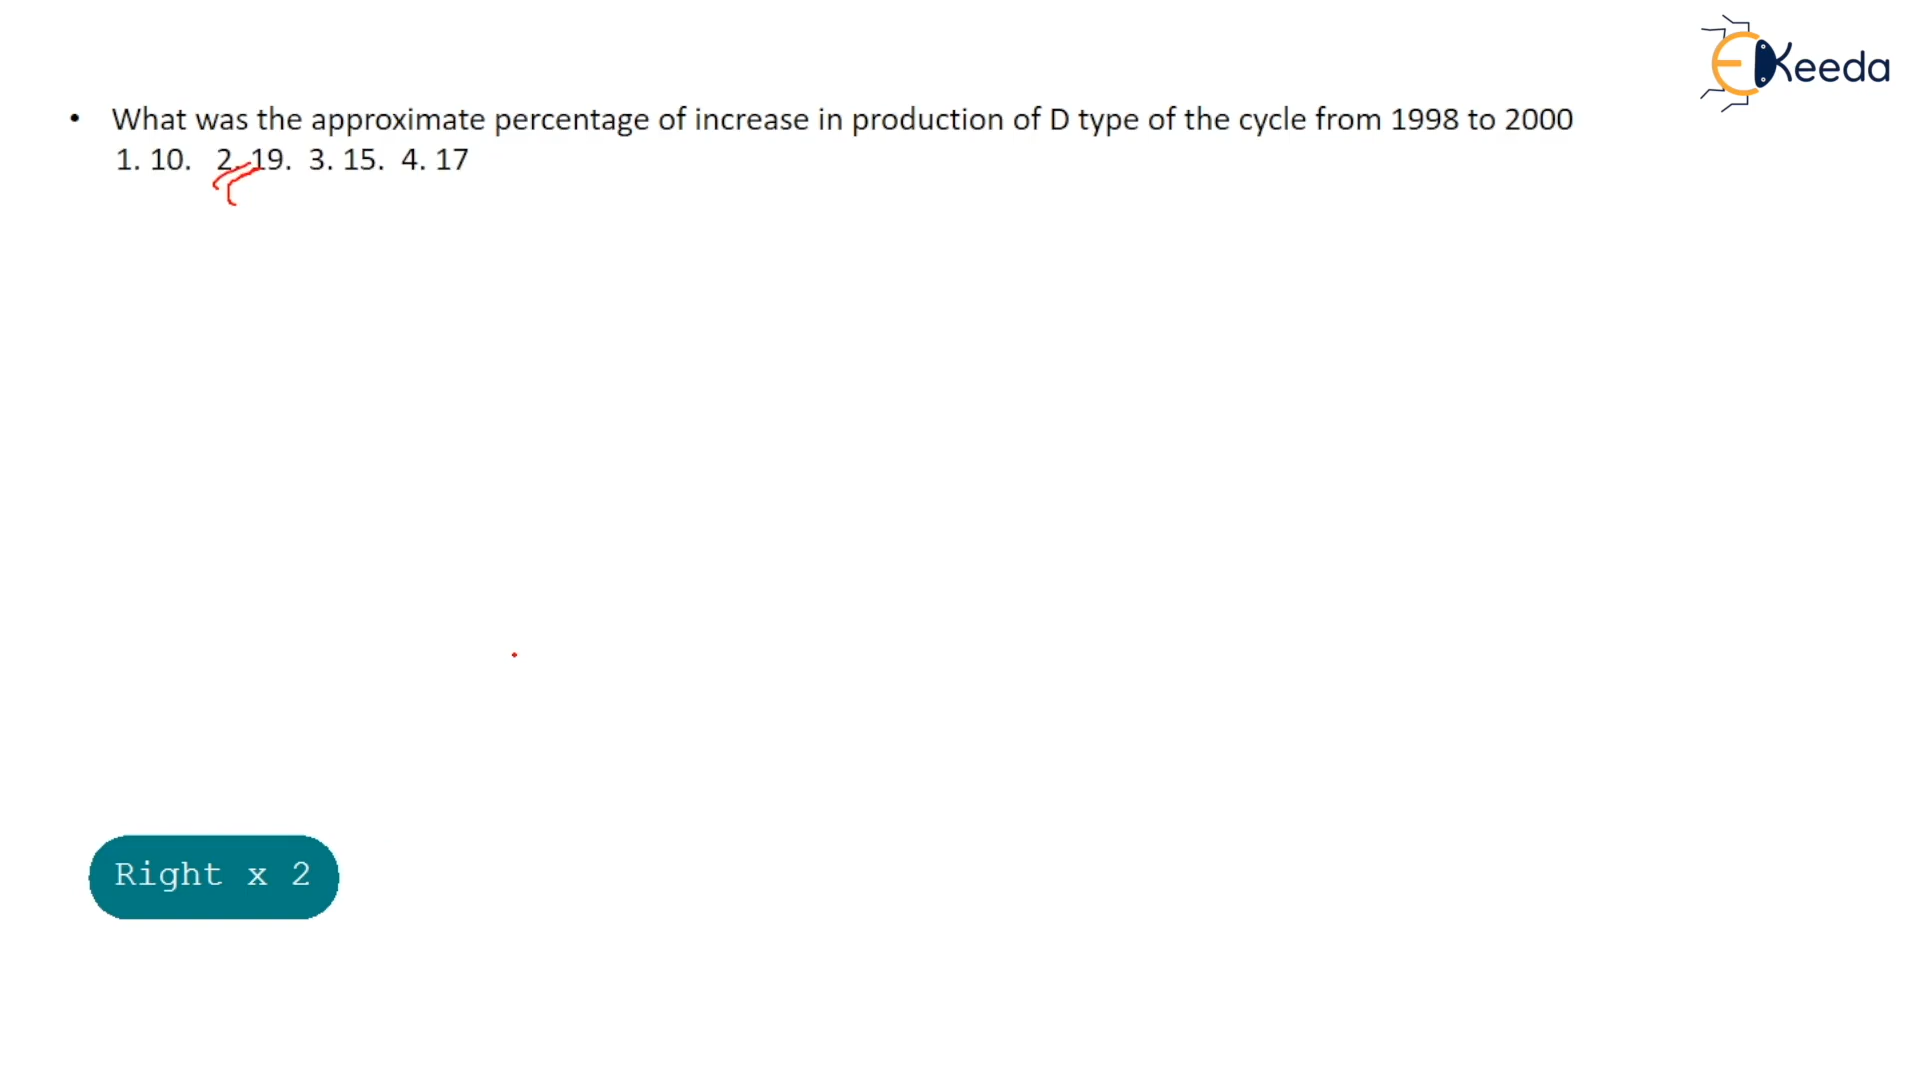 Keeda
• What was the approximate percentage of increase in production of D type of the cycle from 1998 to 2000
1. 10. 2. 19. 3. 15. 4. 17
Right x 2